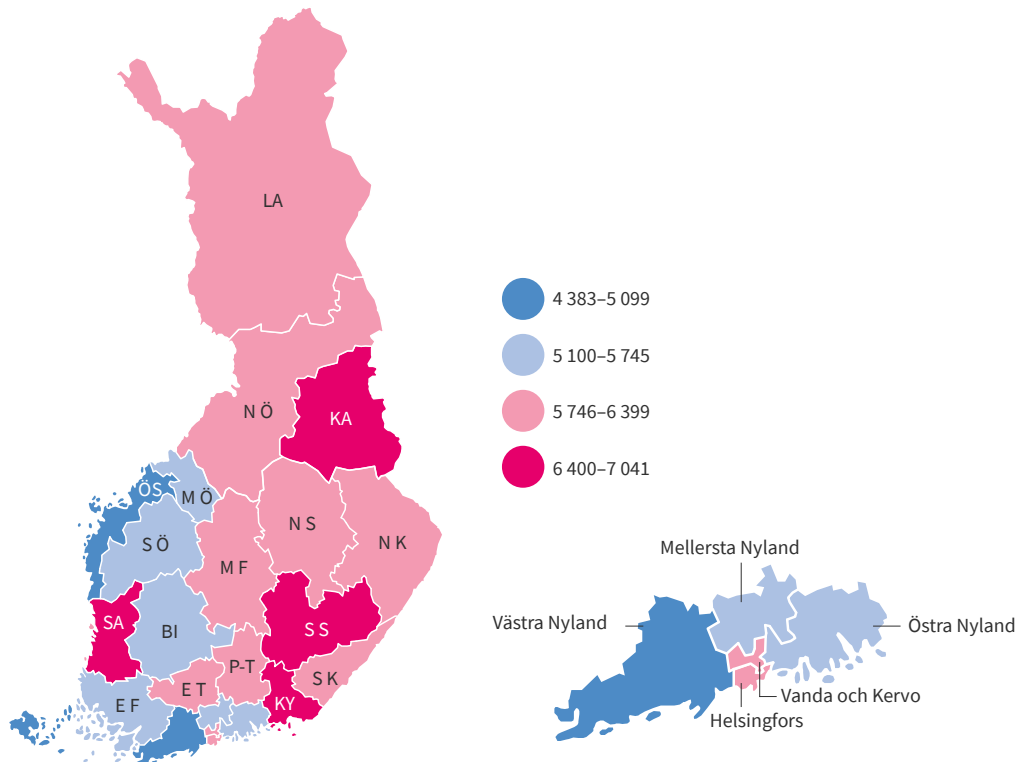 LA
4 383–5 099
5 100–5 745
5 746–6 399
6 400–7 041
N Ö
KA
ÖS
M Ö
N S
S Ö
N K
M F
SA
BI
S S
P-T
S K
E T
E F
KY
Mellersta Nyland
Västra Nyland
Östra Nyland
Vanda och Kervo
Helsingfors